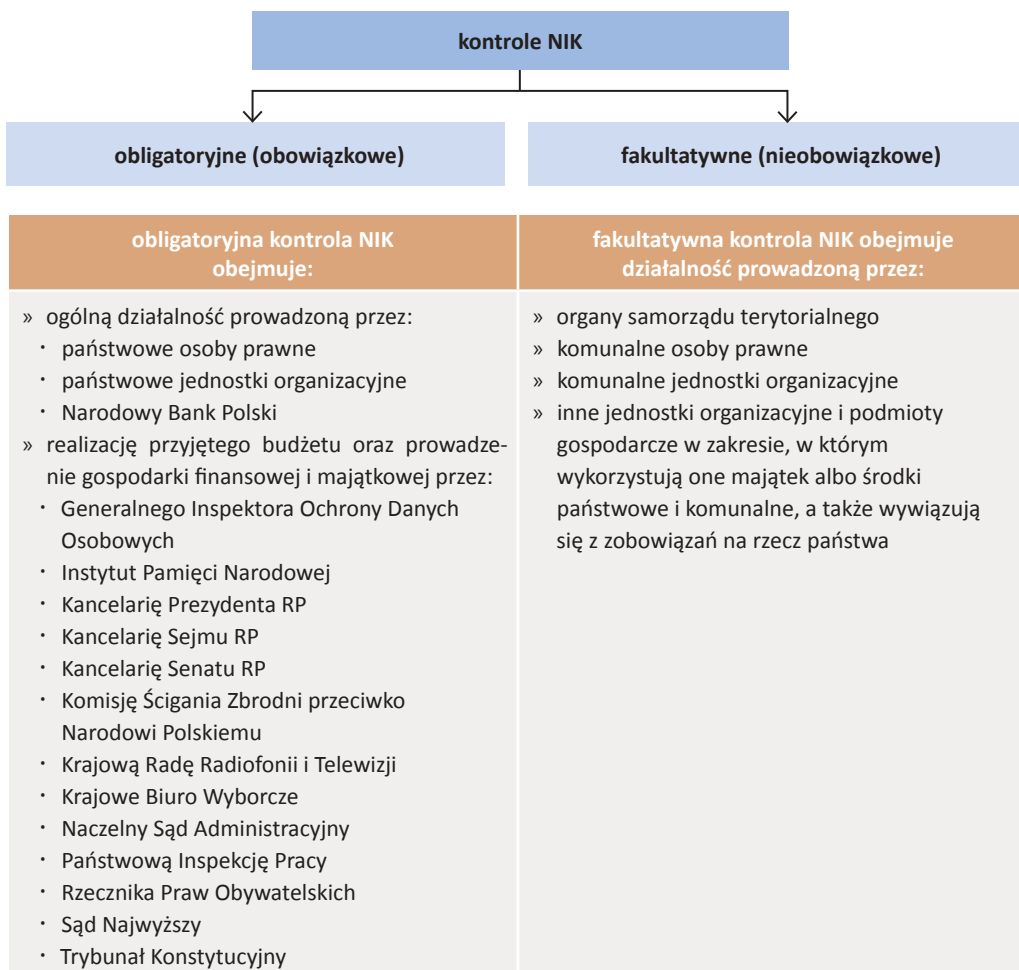 kontrole NIK
obligatoryjne (obowiązkowe)
fakultatywne (nieobowiązkowe)
obligatoryjna kontrola NIK
obejmuje:
» ogólną działalność prowadzoną przez:
· państwowe osoby prawne
· państwowe jednostki organizacyjne
· Narodowy Bank Polski
» realizację przyjętego budżetu oraz prowadze-
nie gospodarki finansowej i majątkowej przez:
· Generalnego Inspektora Ochrony Danych
Osobowych
· Instytut Pamięci Narodowej
· Kancelarię Prezydenta RP
· Kancelarię Sejmu RP
· Kancelarię Senatu RP
· Komisję Ścigania Zbrodni przeciwko
Narodowi Polskiemu
· Krajową Radę Radiofonii i Telewizji
· Krajowe Biuro Wyborcze
· Naczelny Sąd Administracyjny
· Państwową Inspekcję Pracy
· Rzecznika Praw Obywatelskich
· Sąd Najwyższy
· Trybunał Konstytucyjny
fakultatywna kontrola NIK obejmuje
działalność prowadzoną przez:
» organy samorządu terytorialnego
» komunalne osoby prawne
» komunalne jednostki organizacyjne
» inne jednostki organizacyjne i podmioty
gospodarcze w zakresie, w którym
wykorzystują one majątek albo środki
państwowe i komunalne, a także wywiązują
się z zobowiązań na rzecz państwa